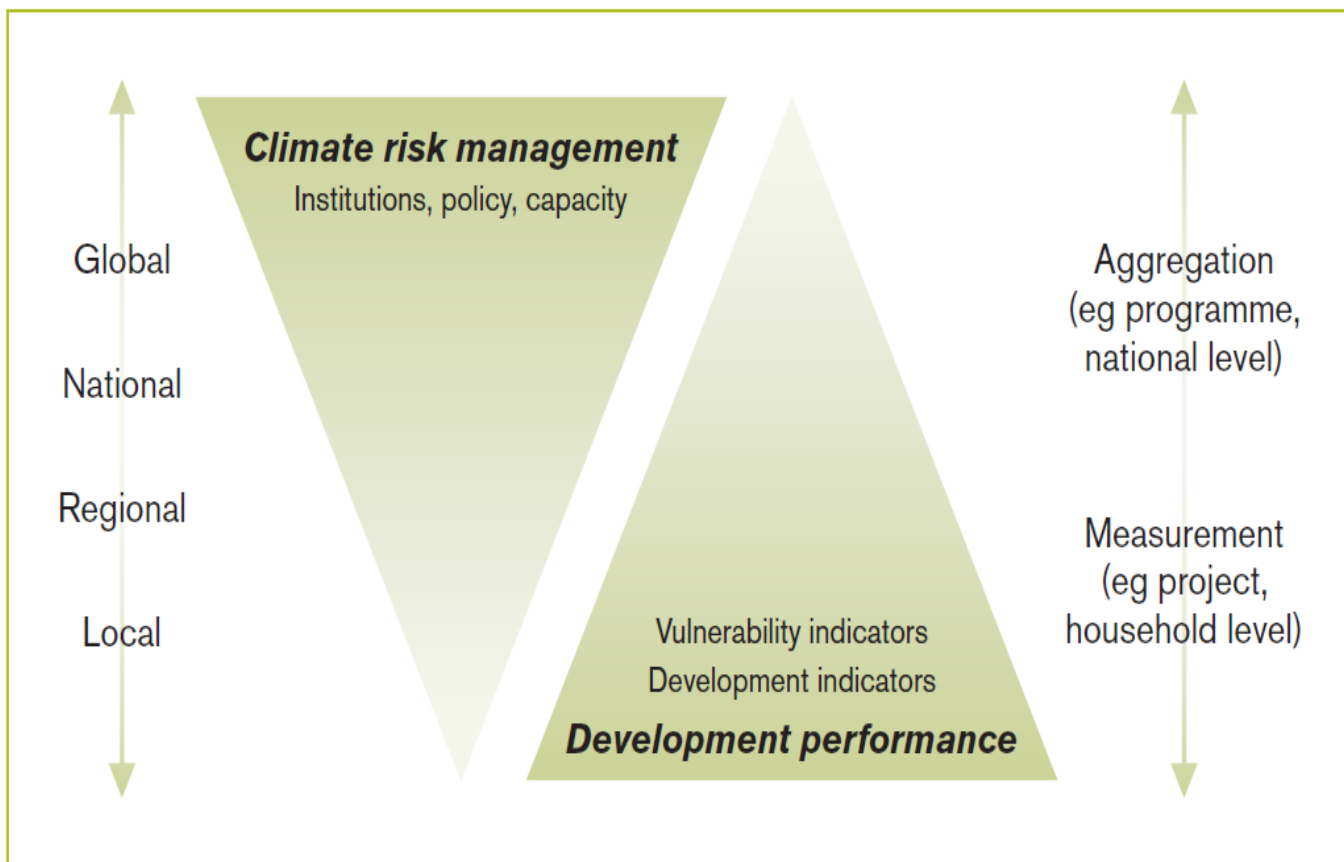 Climate risk management
Institutions, policy, capacity
Global
National
Regional
Local
Aggregation
(eg programme,
national level)
Measurement
(eg project,
household level)
Vulnerability indicators
Development indicators
Development performance